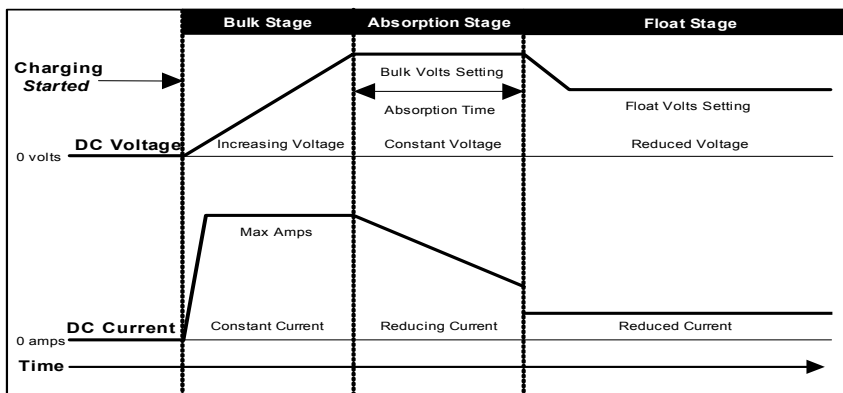 Bulk Stage Absorption Stage Float Stage
Charging
Started
Bulk Volts Setting
Absorption Time
Float Volts Setting
DC Voltage
0 volts
Increasing Voltage Constant Voltage Reduced Voltage
Max Amps
DC Current
0 amps
Constant Current Reducing Current Reduced Current
Time